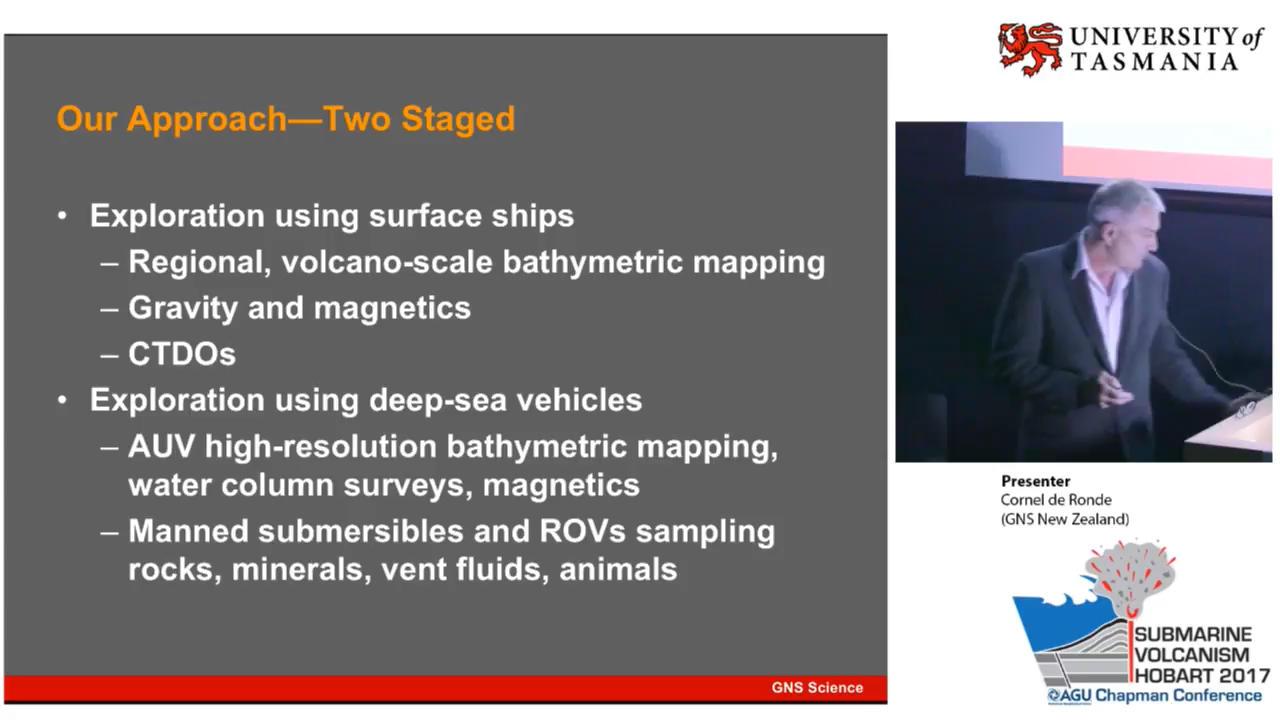 Our Approach—Two Staged
• Exploration using surface ships
– Regional, volcano-scale bathymetric mapping
– Gravity and magnetics
– CTDOs
• Exploration using deep-sea vehicles
– AUV high-resolution bathymetric mapping,
water column surveys, magnetics
– Manned submersibles and ROVs sampling
rocks, minerals, vent fluids, animals
GNS Science
UNIVERSITY of
TASMANIA
Presenter
Cornel de Ronde
(GNS New Zealand)
SUBMARINE
VOLCANISM
HOBART 2017
AGU Chapman Conference